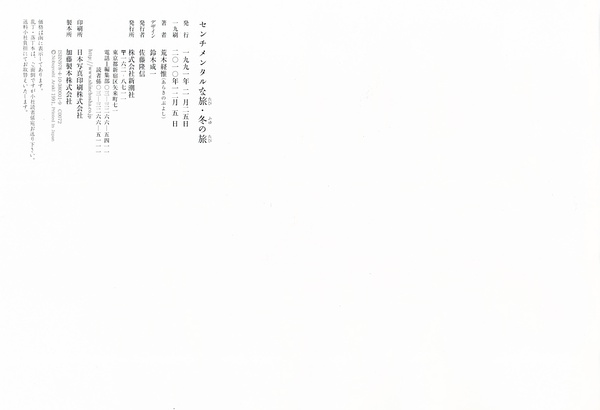 センチメンタルな旅・冬の旅
発行 一九九一年二月二五日
一九刷 二〇一〇年一二月五日
著者 荒木経惟(あらきのぶよし)
デザイン 鈴木成一
発行者 佐藤隆信
発行所 株式会社新潮社
〒一六二-八七一一
東京都新宿区矢来町七一
電話 編集部〇三-三二六六-五四一一
読者係〇三-三二六六-五一一一
http://www.shinchosha.co.jp
印刷所 日本写真印刷株式会社
製本所 加藤製本株式会社
© Nobuyoshi Araki 1991, Printed in Japan
乱丁・落丁本は、ご面倒ですが小社読者係宛お送り下さい。
送料小社負担にてお取替えいたします。
価格は函に表示してあります。